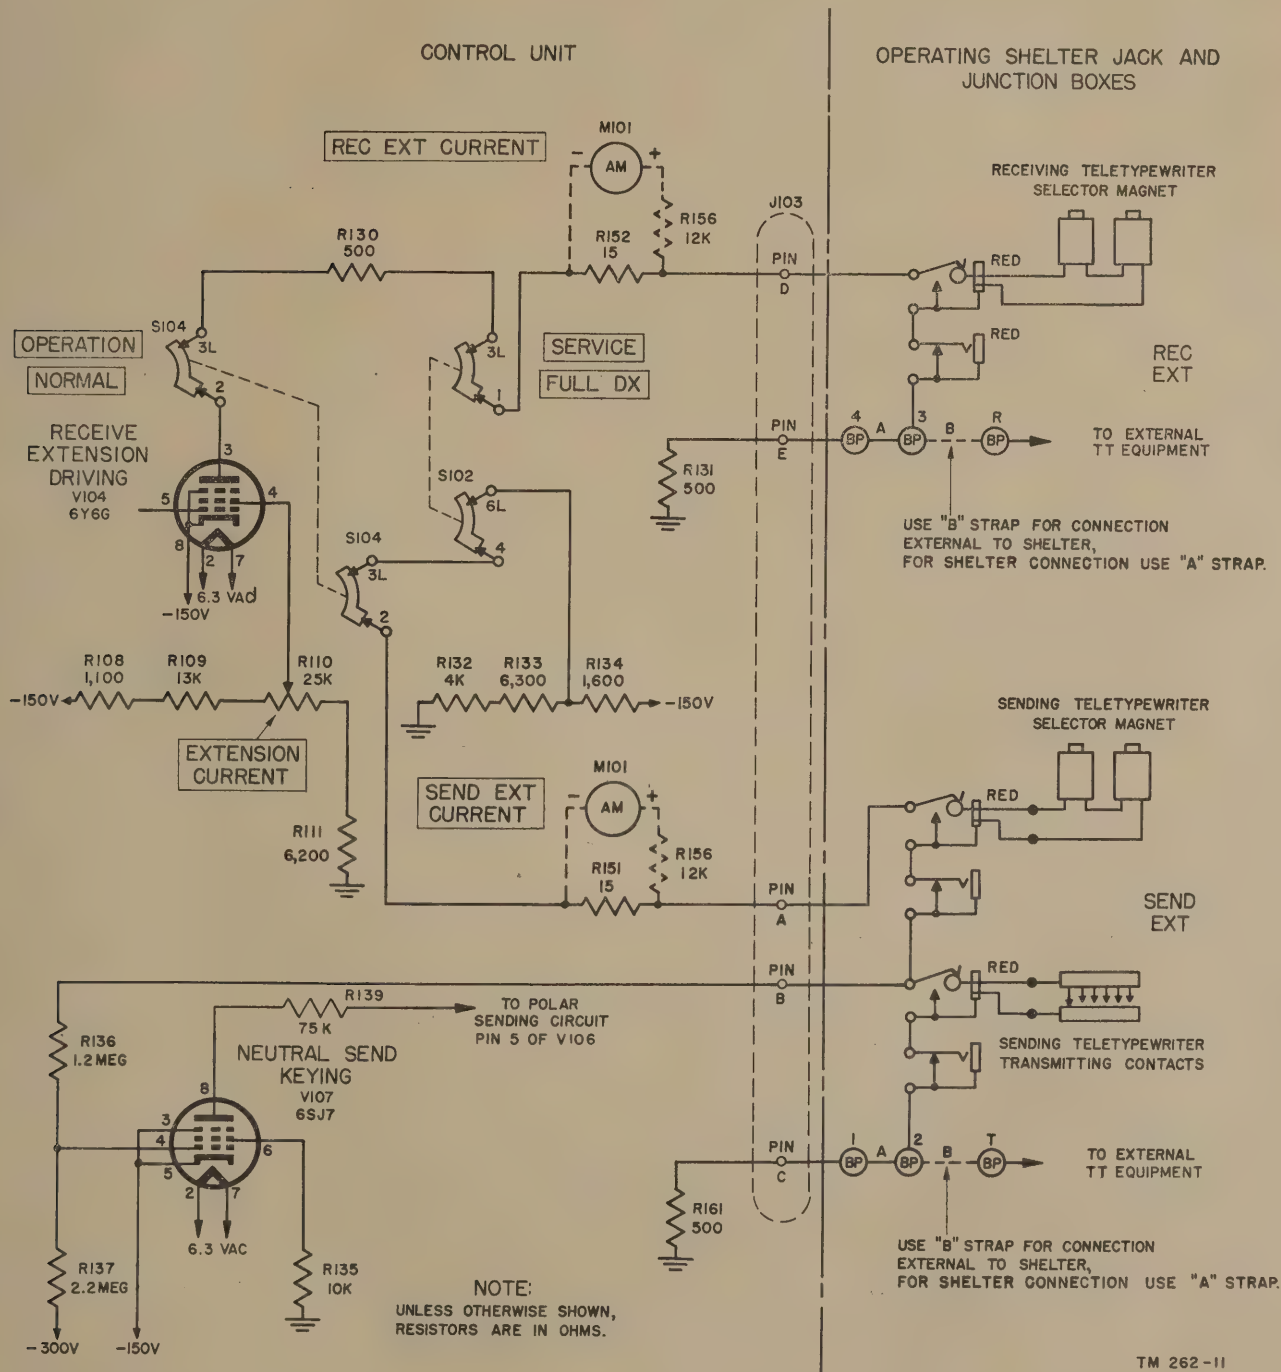 CONTROL UNIT
OPERATING SHELTER JACK AND
JUNCTION BOXES
REC EXT CURRENT
M101
- AM +
R156
12K
R152
15
J103
PIN
D
RECEIVING TELETYPEWRITER
SELECTOR MAGNET
RED
RED
REC
EXT
R130
500
S104
3L
2
OPERATION
NORMAL
3L
1
SERVICE
FULL DX
RECEIVE
EXTENSION
DRIVING
V104
6Y6G
3
5
4
8
2
7
6.3 VAC
-150V
S102
6L
4
S104
3L
2
PIN
E
R131
500
4
BP
A
3
BP
B
R
BP
TO EXTERNAL
TT EQUIPMENT
USE "B" STRAP FOR CONNECTION
EXTERNAL TO SHELTER,
FOR SHELTER CONNECTION USE "A" STRAP.
R108
1,100
R109
13K
R110
25K
-150V
EXTENSION
CURRENT
R111
6,200
R132
4K
R133
6,300
R134
1,600
-150V
SEND EXT
CURRENT
M101
- AM +
R156
12K
R151
15
PIN
A
SENDING TELETYPEWRITER
SELECTOR MAGNET
RED
SEND
EXT
PIN
B
RED
SENDING TELETYPEWRITER
TRANSMITTING CONTACTS
R139
75 K
TO POLAR
SENDING CIRCUIT
PIN 5 OF V106
R136
1.2 MEG
NEUTRAL SEND
KEYING
V107
6SJ7
8
3
4
5
6
2
7
6.3 VAC
R137
2.2 MEG
-300V
-150V
R135
10K
PIN
C
R161
500
1
BP
A
2
BP
B
T
BP
TO EXTERNAL
TT EQUIPMENT
USE "B" STRAP FOR CONNECTION
EXTERNAL TO SHELTER,
FOR SHELTER CONNECTION USE "A" STRAP.
NOTE:
UNLESS OTHERWISE SHOWN,
RESISTORS ARE IN OHMS.
TM 262-11